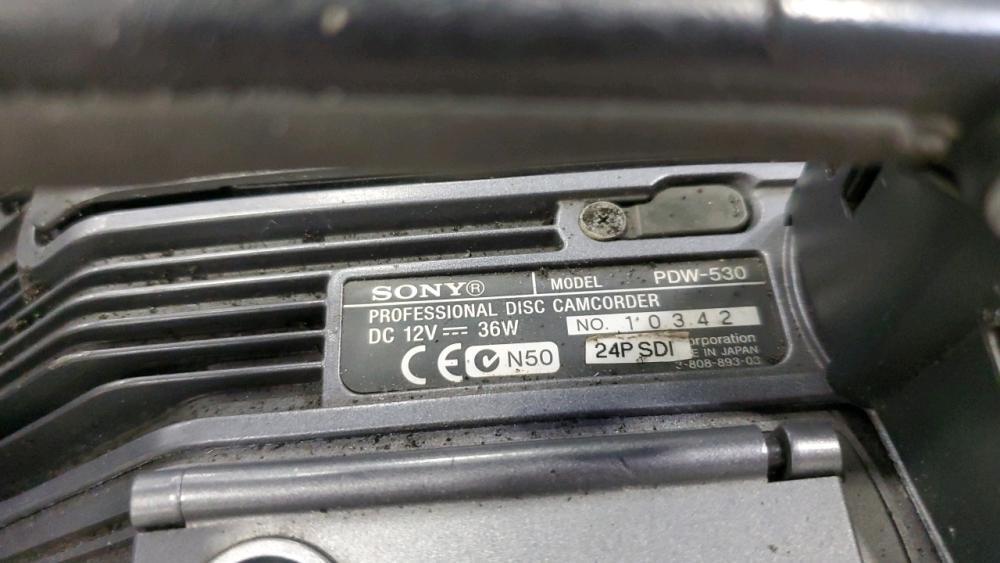 SONY® MODEL PDW-530
PROFESSIONAL DISC CAMCORDER
DC 12V 36W NO. 10342
CE N50 24P SDI orporation
E IN JAPAN
-808-893-03